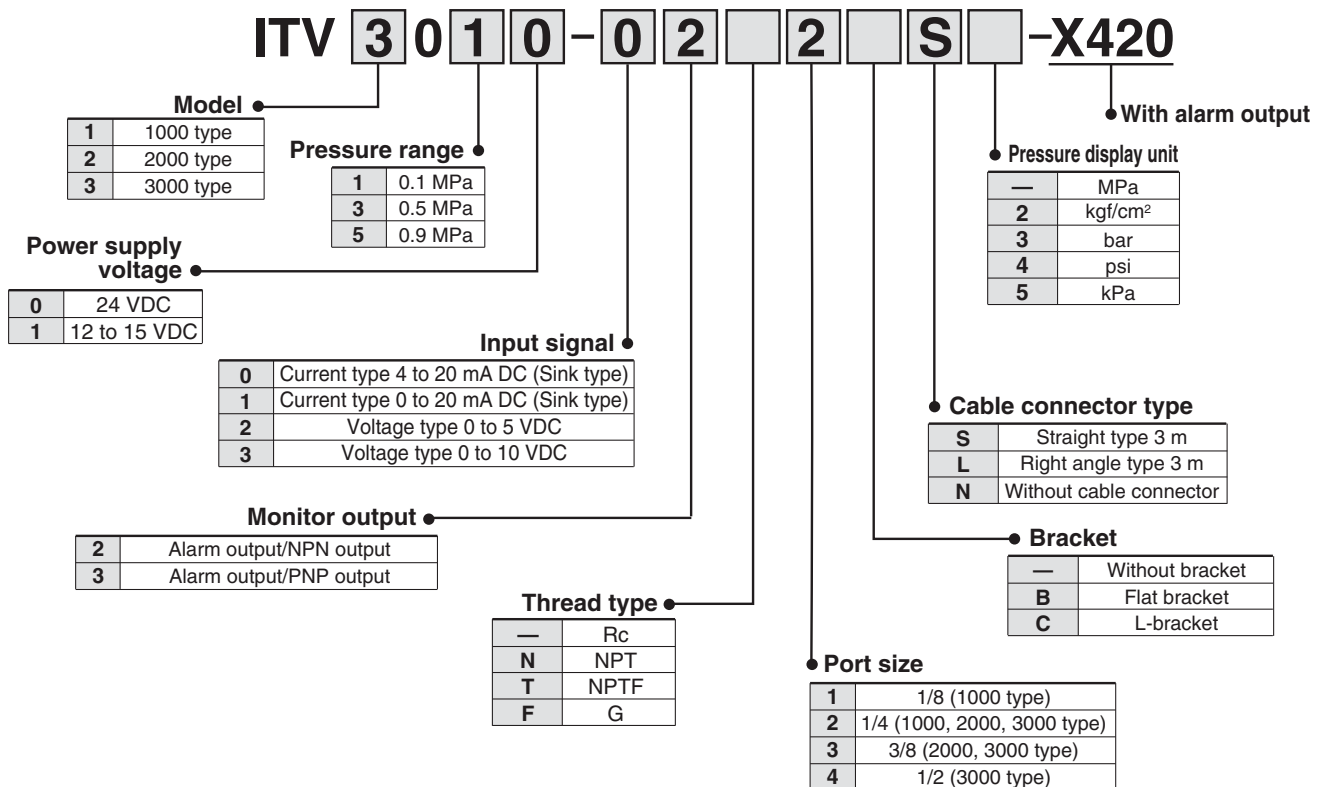 ITV 3 0 1 0 - 0 2 2 S -X420
Model
1 1000 type
2 2000 type
3 3000 type
Pressure range
1 0.1 MPa
3 0.5 MPa
5 0.9 MPa
Power supply
voltage
0 24 VDC
1 12 to 15 VDC
Input signal
0 Current type 4 to 20 mA DC (Sink type)
1 Current type 0 to 20 mA DC (Sink type)
2 Voltage type 0 to 5 VDC
3 Voltage type 0 to 10 VDC
Monitor output
2 Alarm output/NPN output
3 Alarm output/PNP output
Thread type
— Rc
N NPT
T NPTF
F G
With alarm output
Pressure display unit
— MPa
2 kgf/cm²
3 bar
4 psi
5 kPa
Cable connector type
S Straight type 3 m
L Right angle type 3 m
N Without cable connector
Bracket
— Without bracket
B Flat bracket
C L-bracket
Port size
1 1/8 (1000 type)
2 1/4 (1000, 2000, 3000 type)
3 3/8 (2000, 3000 type)
4 1/2 (3000 type)